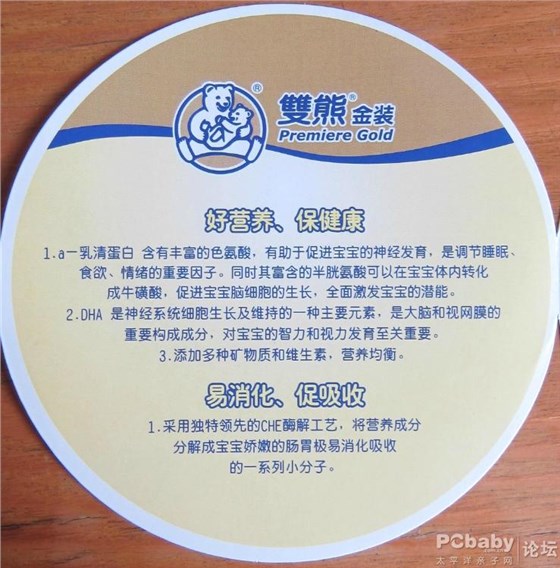 ®
雙熊®金装
Premiere Gold
好营养、保健康
1.a一乳清蛋白 含有丰富的色氨酸,有助于促进宝宝的神经发育,是调节睡眠、
食欲、情绪的重要因子。同时其富含的半胱氨酸可以在宝宝体内转化
成牛磺酸,促进宝宝脑细胞的生长,全面激发宝宝的潜能。
2.DHA 是神经系统细胞生长及维持的一种主要元素,是大脑和视网膜的
重要构成成分,对宝宝的智力和视力发育至关重要。
3.添加多种矿物质和维生素,营养均衡。
易消化、促吸收
1.采用独特领先的CHE酶解工艺,将营养成分
分解成宝宝娇嫩的肠胃极易消化吸收
的一系列小分子。
PCbaby 论坛
太平洋亲子网